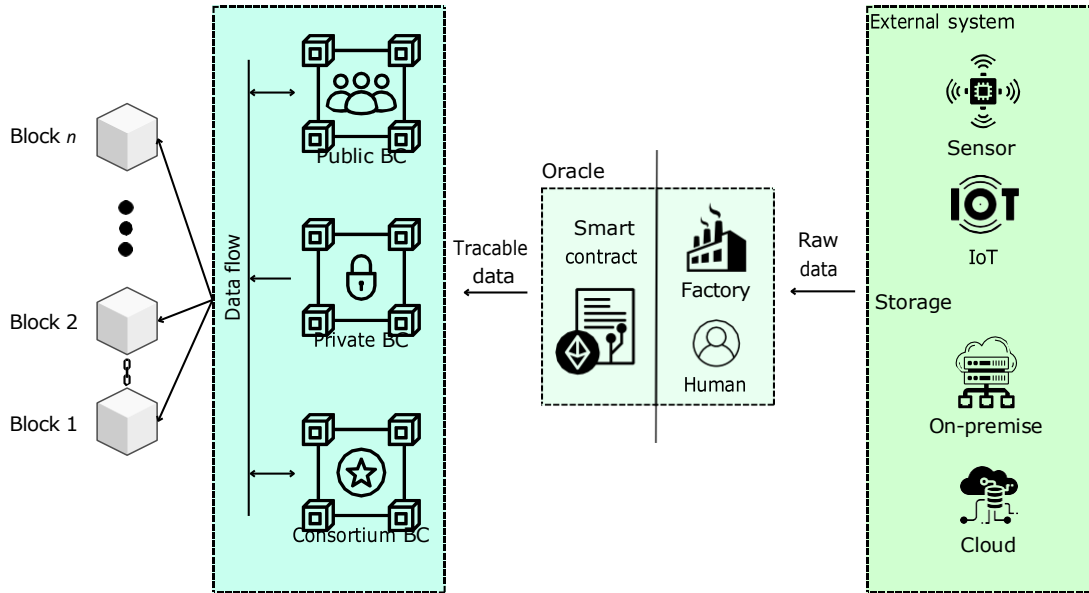 Block n
Block 2
Block 1
Data flow
Public BC
Private BC
Consortium BC
Tracable
data
Oracle
Smart
contract
Factory
Human
Raw
data
External system
Sensor
IOT
IoT
Storage
On-premise
Cloud